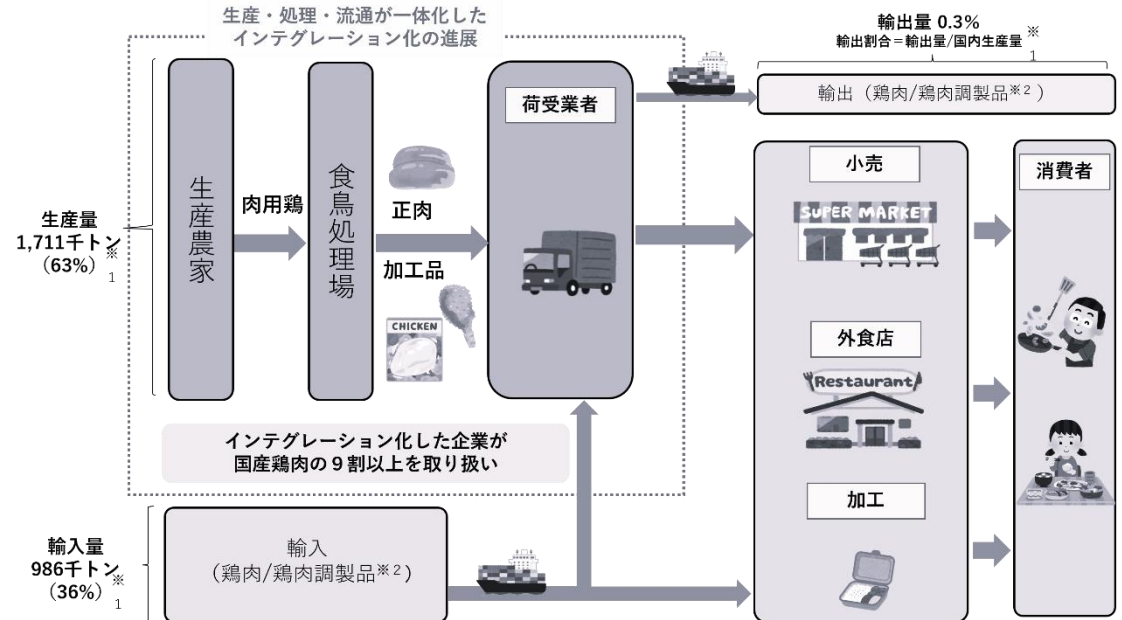 生産・処理・流通が一体化した
インテグレーション化の進展
輸出量 0.3%
輸出割合=輸出量/国内生産量※1
輸出（鶏肉/鶏肉調製品※2）
荷受業者
小売
SUPER MARKET
消費者
生産農家
肉用鶏
食鳥処理場
正肉
加工品
CHICKEN
生産量
1,711千トン
（63%）※1
外食店
Restaurant
インテグレーション化した企業が
国産鶏肉の９割以上を取り扱い
加工
輸入量
986千トン
（36%）※1
輸入
（鶏肉/鶏肉調製品※2）